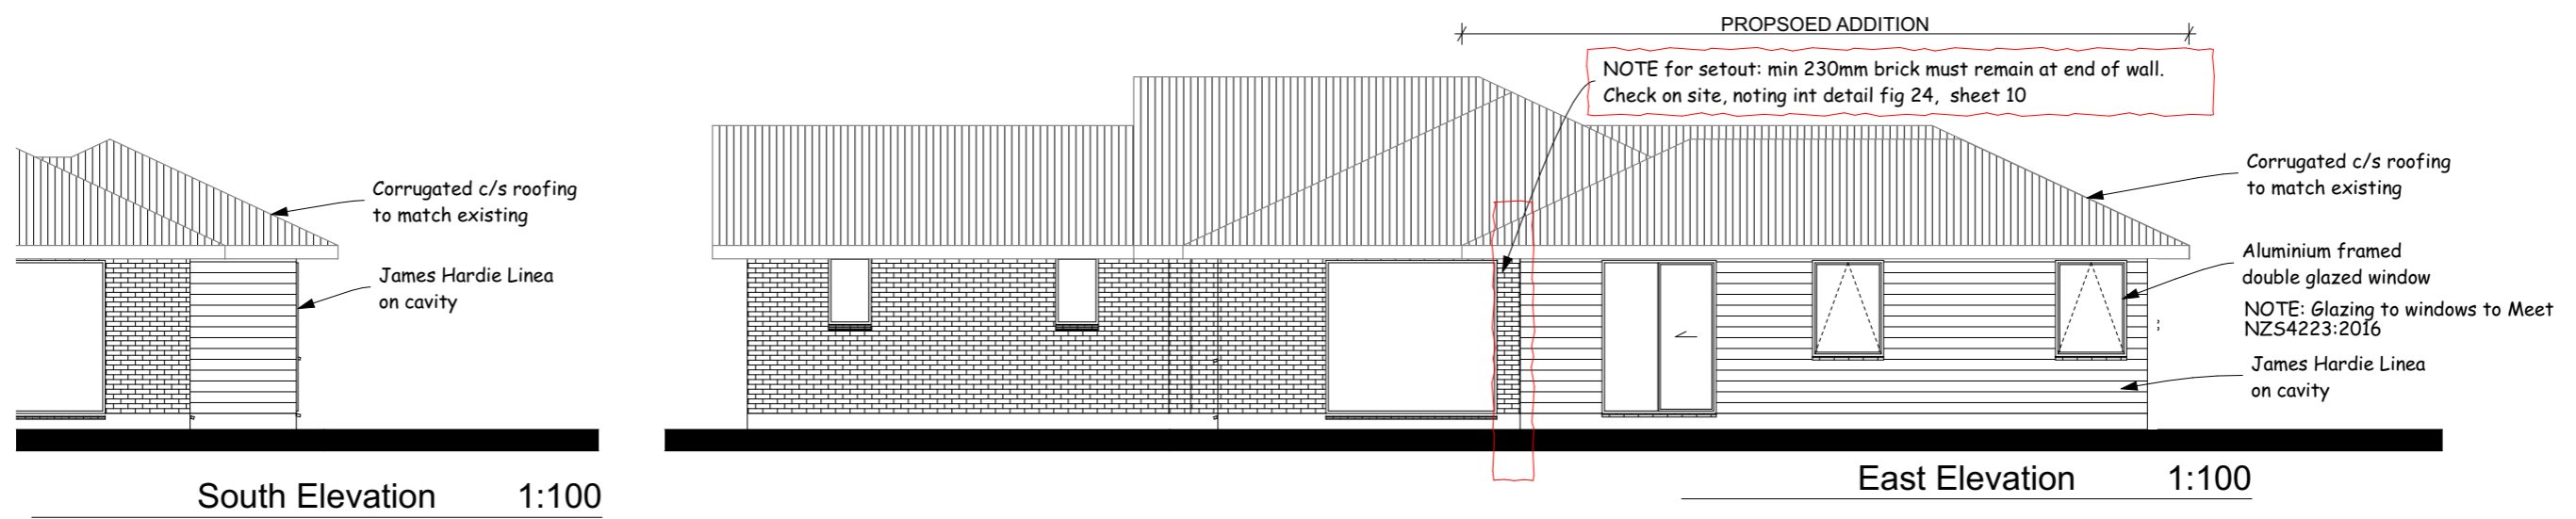 PROPSOED ADDITION
NOTE for setout: min 230mm brick must remain at end of wall.
Check on site, noting int detail fig 24, sheet 10
Corrugated c/s roofing
to match existing
James Hardie Linea
on cavity
Corrugated c/s roofing
to match existing
Aluminium framed
double glazed window
NOTE: Glazing to windows to Meet
NZS4223:2016
James Hardie Linea
on cavity
South Elevation 1:100
East Elevation 1:100